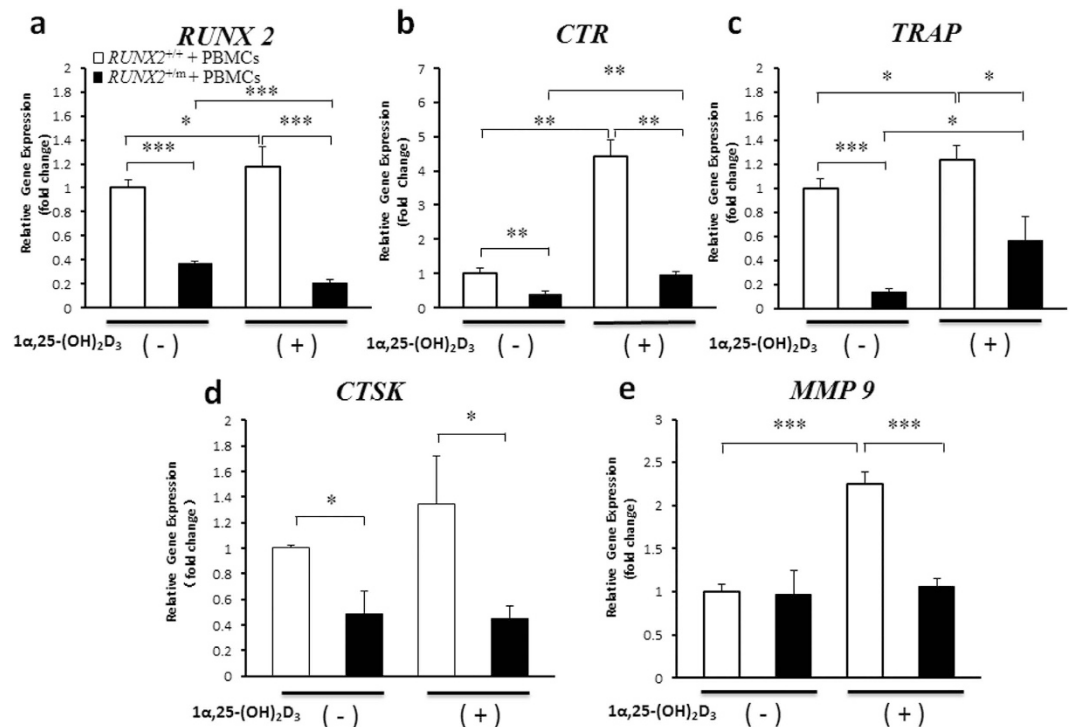 a
RUNX 2
RUNX2+/+ + PBMCs
RUNX2+/m + PBMCs
Relative Gene Expression
(fold change)
2
1.8
1.6
1.4
1.2
1
0.8
0.6
0.4
0.2
0
***
*
***
***
1α,25-(OH)₂D₃
( - )
( + )
b
CTR
Relative Gene Expression
(Fold Change)
7
6
5
4
2
1
0
**
**
**
**
1α,25-(OH)₂D₃
( - )
( + )
c
TRAP
Relative Gene Expression
(fold change)
2
1.8
1.6
1.4
1.2
1
0.8
0.6
0.4
0.2
0
*
*
*
***
1α,25-(OH)₂D₃
( - )
( + )
d
CTSK
Relative Gene Expression
( fold change )
2
1.8
1.6
1.4
1.2
1
0.8
0.6
0.4
0.2
0
*
*
1α,25-(OH)₂D₃
( - )
( + )
e
MMP 9
Relative Gene Expression
(fold change)
3
2.5
2
1.5
1
0.5
0
***
***
1α,25-(OH)₂D₃
( - )
( + )